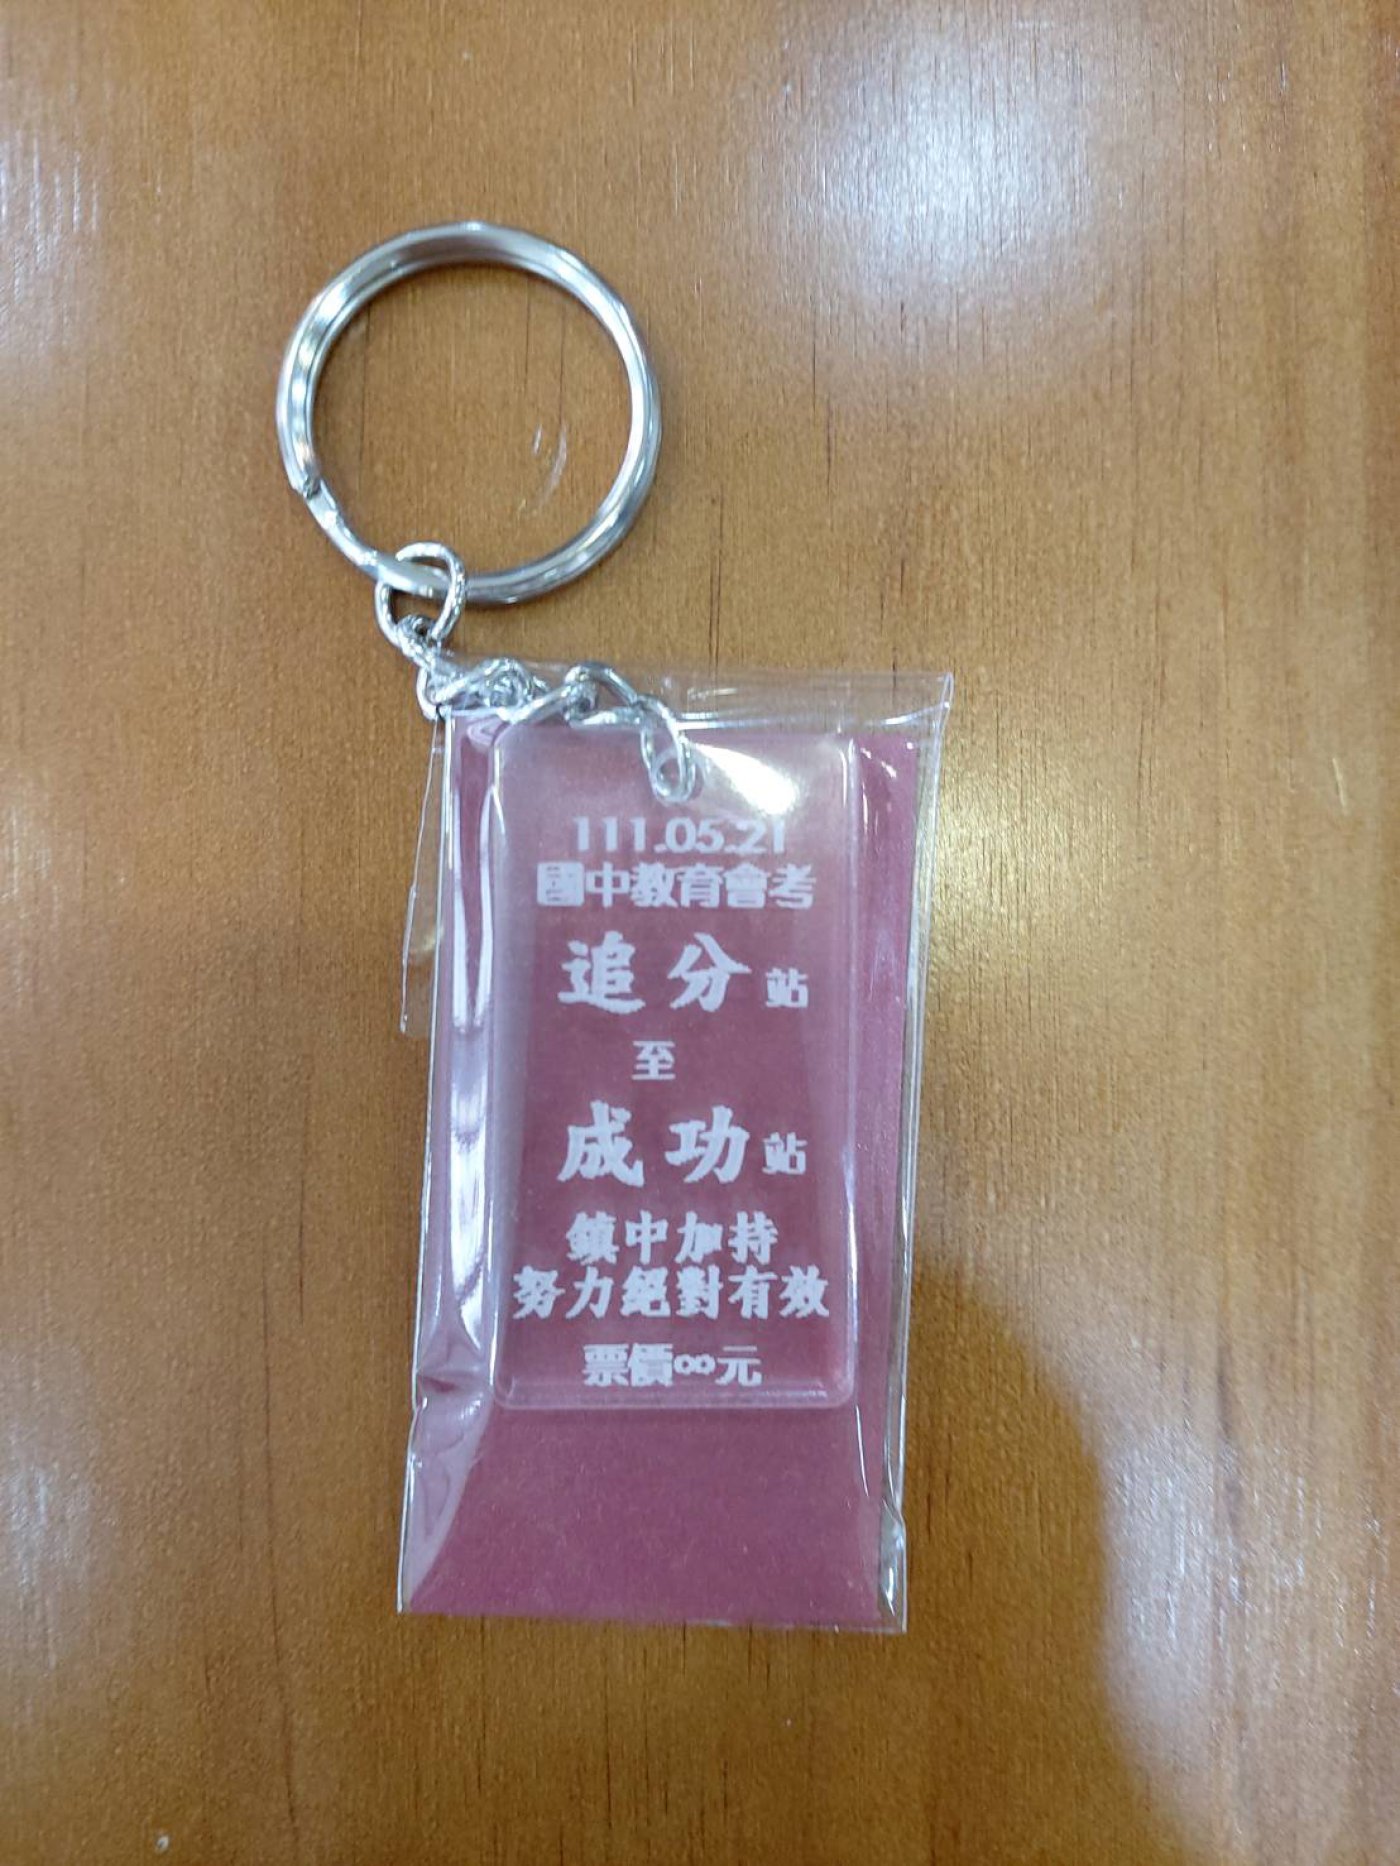 111.05.21
國中教育會考
追分站
至
成功站
鎮中加持
努力絕對有效
票價∞元